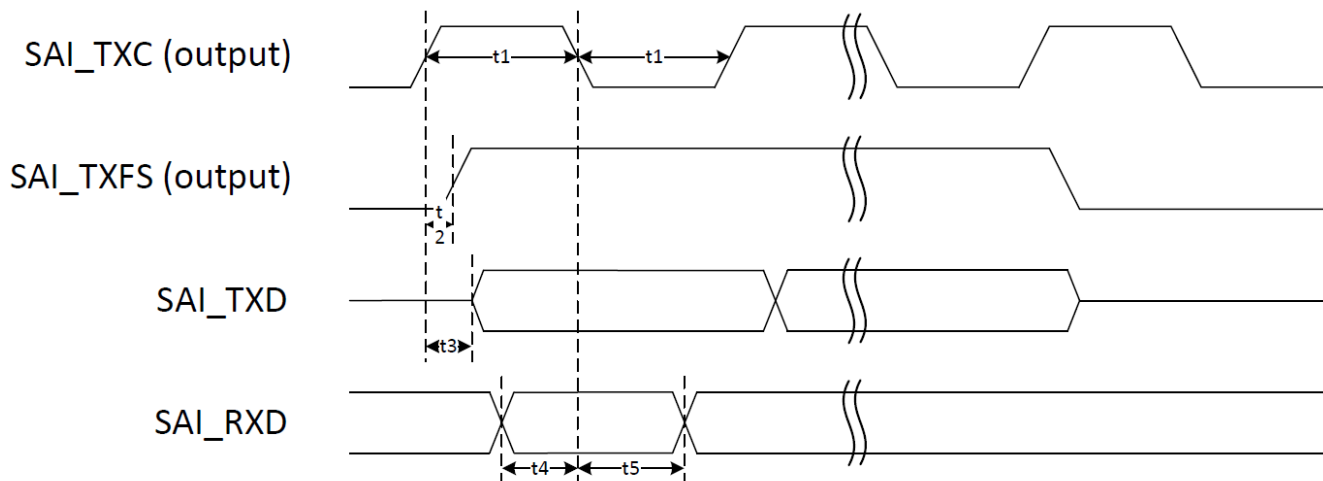 SAI_TXC (output)
t1 t1
SAI_TXFS (output)
t
2
SAI_TXD
t3
SAI_RXD
t4 t5